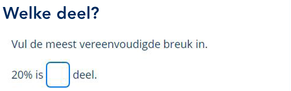 Welke deel?
Vul de meest vereenvoudigde breuk in.
20% is deel.